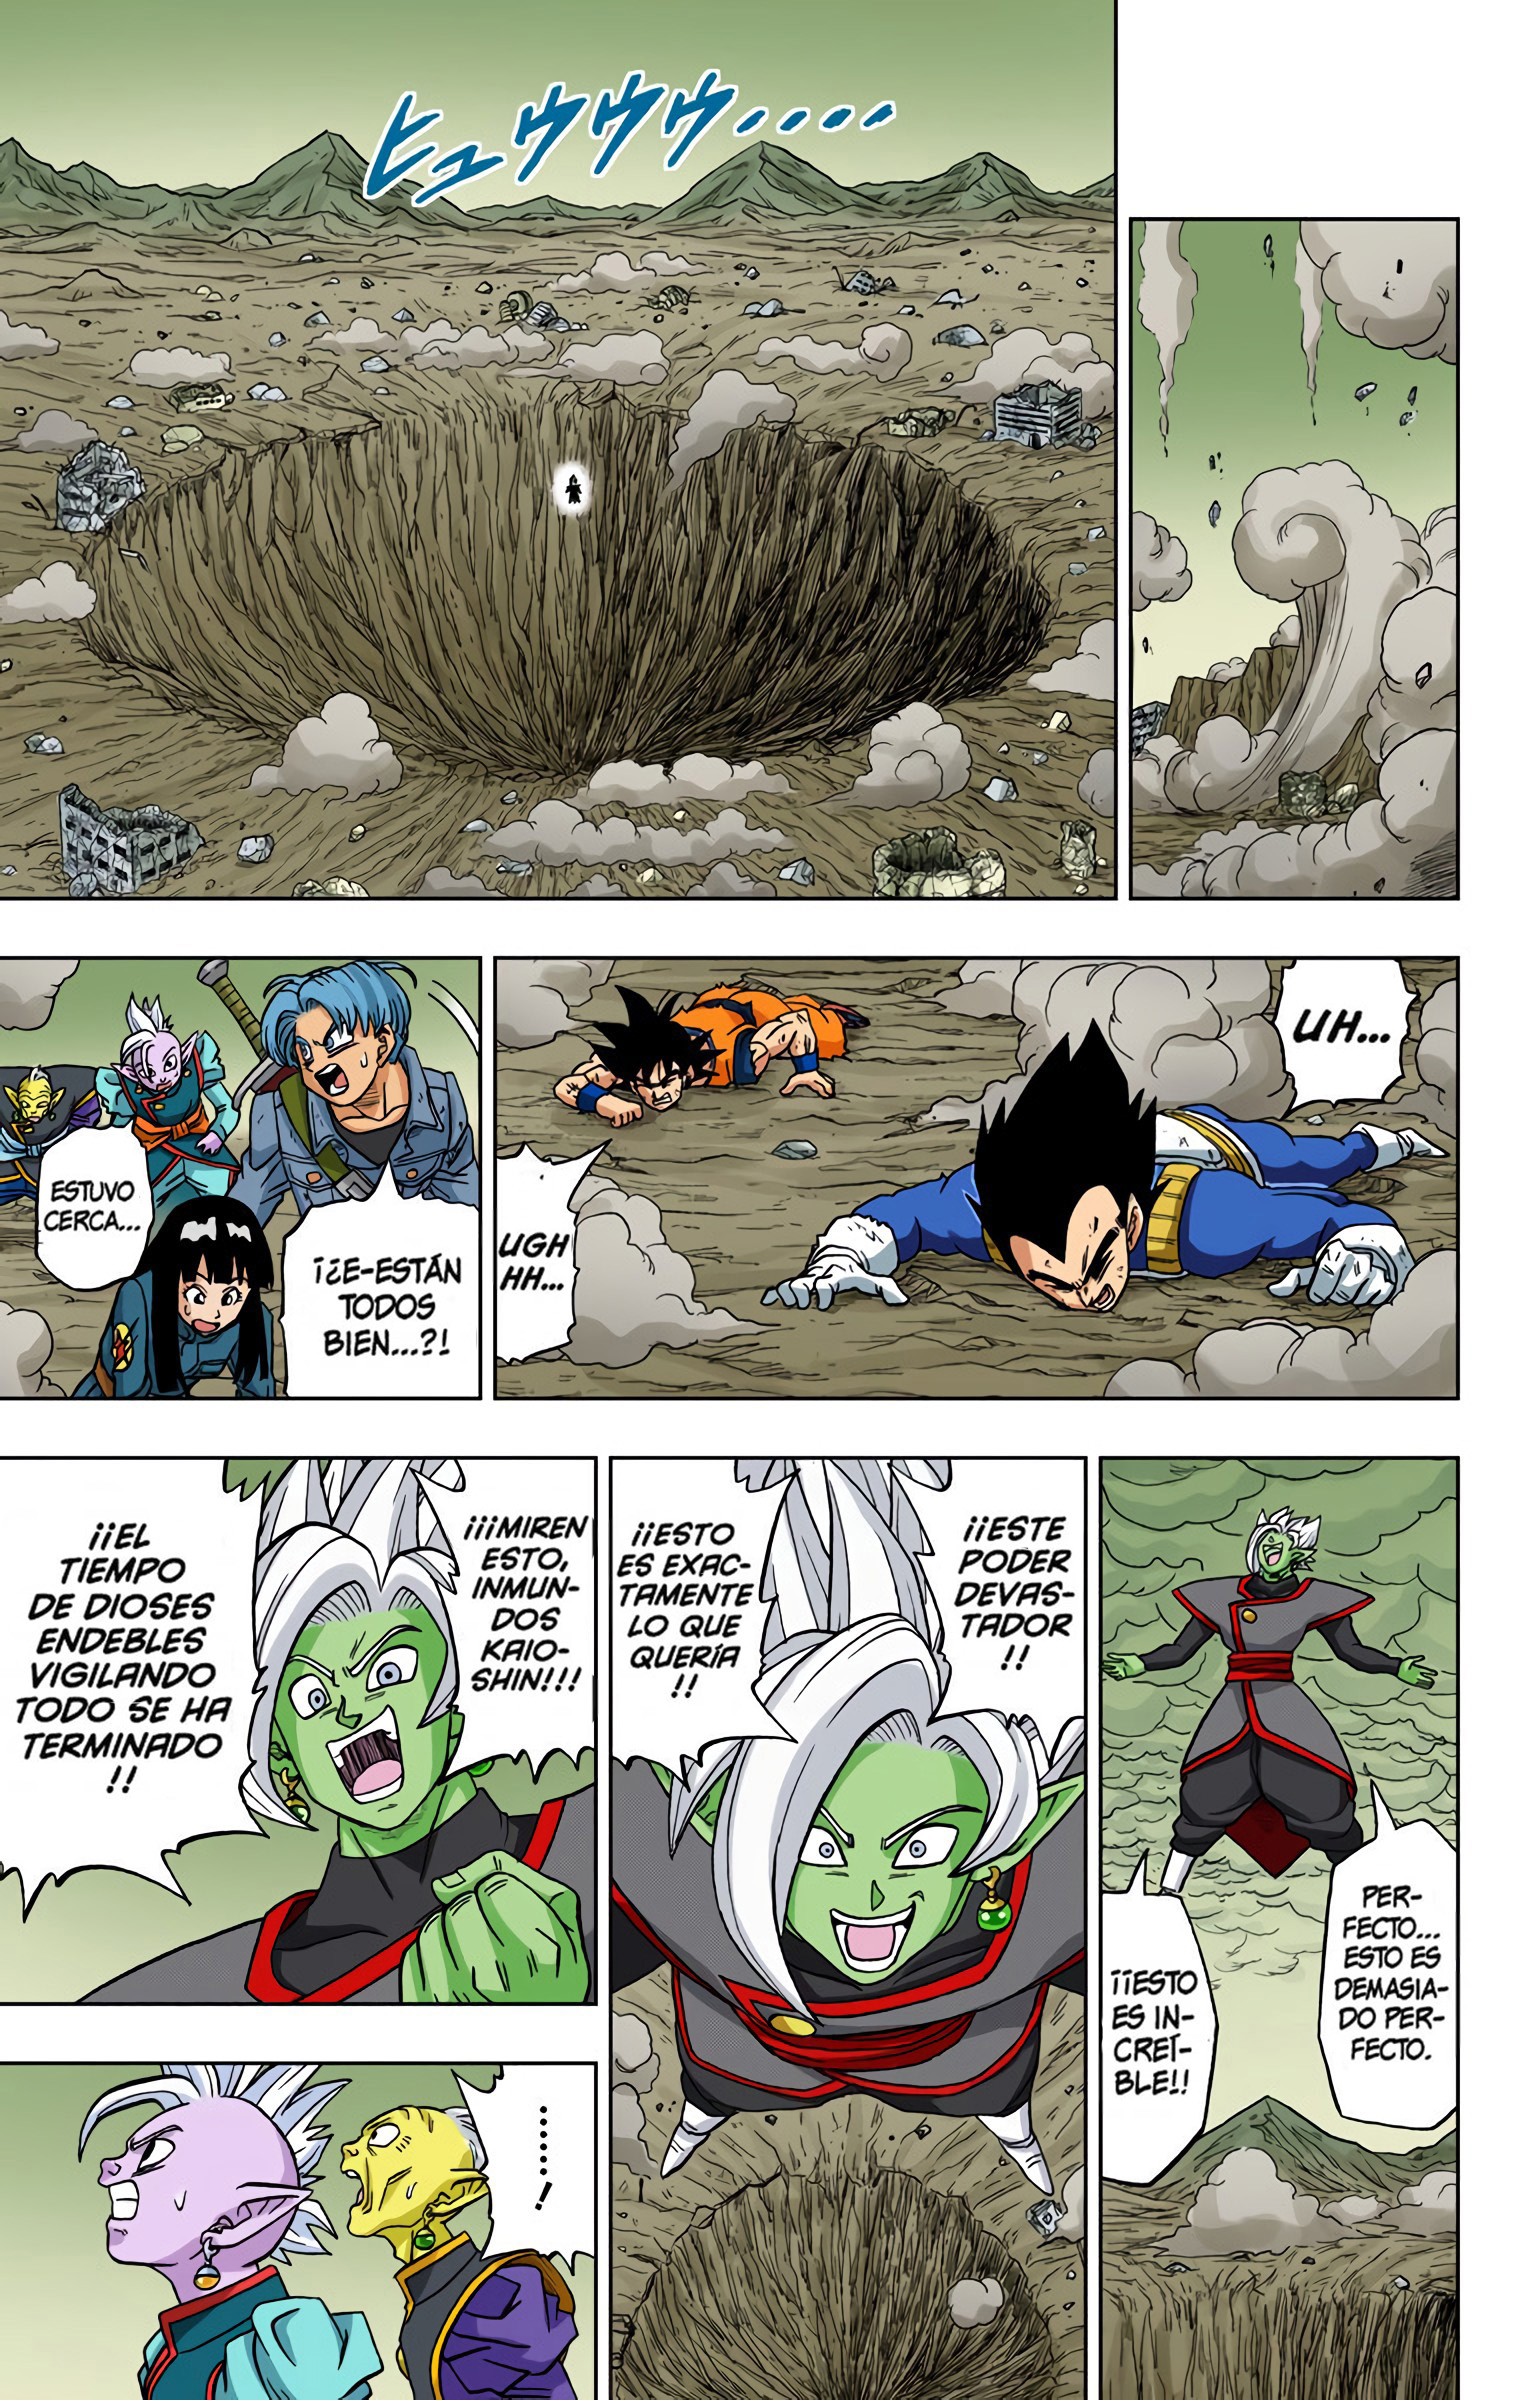 ヒュウウウ....
UH...
UGH
HH...
¡¿E-ESTÁN
TODOS
BIEN...?!
ESTUVO
CERCA...
PER-
FECTO...
ESTO ES
DEMASIA-
DO PER-
FECTO.
¡¡ESTO
ES IN-
CREÍ-
BLE!!
¡¡ESTE
PODER
DEVAS-
TADOR
!!
¡¡ESTO
ES EXAC-
TAMENTE
LO QUE
QUERÍA
!!
¡¡¡MIREN
ESTO,
INMUN-
DOS
KAIO-
SHIN!!!
¡¡EL
TIEMPO
DE DIOSES
ENDEBLES
VIGILANDO
TODO SE HA
TERMINADO
!!
......!